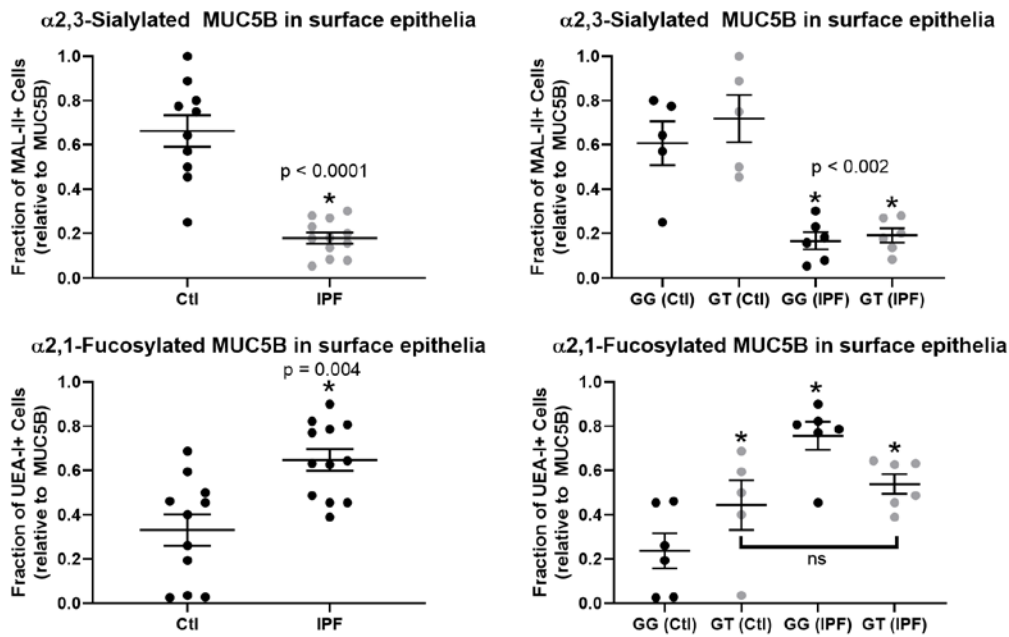 α2,3-Sialylated MUC5B in surface epithelia
Fraction of MAL-II+ Cells
(relative to MUC5B)
1.0
0.8
0.6
0.4
0.2
0.0
p < 0.0001
*
Ctl
IPF
α2,3-Sialylated MUC5B in surface epithelia
Fraction of MAL-II+ Cells
(relative to MUC5B)
1.0
0.8
0.6
0.4
0.2
0.0
p < 0.002
*
*
GG (Ctl)
GT (Ctl)
GG (IPF)
GT (IPF)
α2,1-Fucosylated MUC5B in surface epithelia
Fraction of UEA-I+ Cells
(relative to MUC5B)
1.0
0.8
0.6
0.4
0.2
0.0
p = 0.004
*
Ctl
IPF
α2,1-Fucosylated MUC5B in surface epithelia
Fraction of UEA-I+ Cells
(relative to MUC5B)
1.0
0.8
0.6
0.4
0.2
0.0
*
*
*
ns
GG (Ctl)
GT (Ctl)
GG (IPF)
GT (IPF)